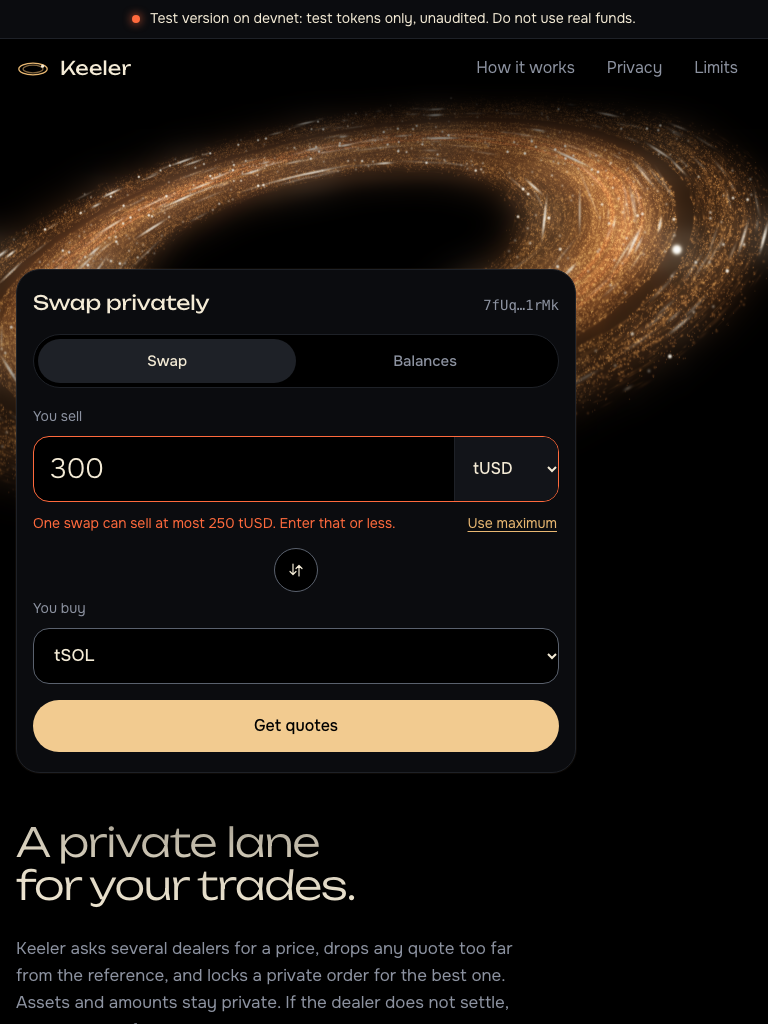 Test version on devnet: test tokens only, unaudited. Do not use real funds.
Keeler
How it works
Privacy
Limits
Swap privately
7fUq…1rMk
Swap
Balances
You sell
300
tUSD
One swap can sell at most 250 tUSD. Enter that or less.
Use maximum
You buy
tSOL
Get quotes
A private lane
for your trades.
Keeler asks several dealers for a price, drops any quote too far
from the reference, and locks a private order for the best one.
Assets and amounts stay private. If the dealer does not settle,